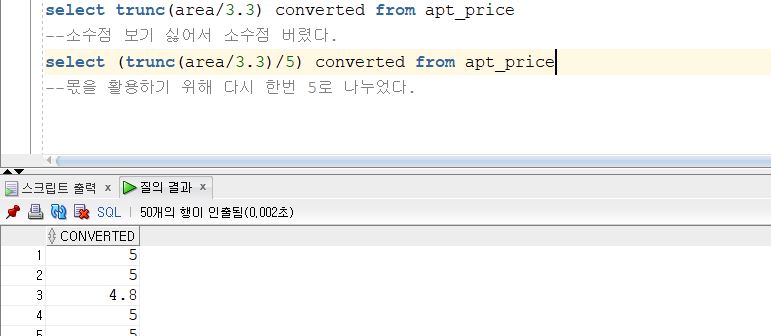 select trunc(area/3.3) converted from apt_price
--소수점 보기 싫어서 소수점 버렸다.
select (trunc(area/3.3)/5) converted from apt_price
--몫을 활용하기 위해 다시 한번 5로 나누었다.
스크립트 출력 x 질의 결과 x
SQL | 50개의 행이 인출됨(0,002초)
CONVERTED
1 5
2 5
3 4.8
4 5
5 5